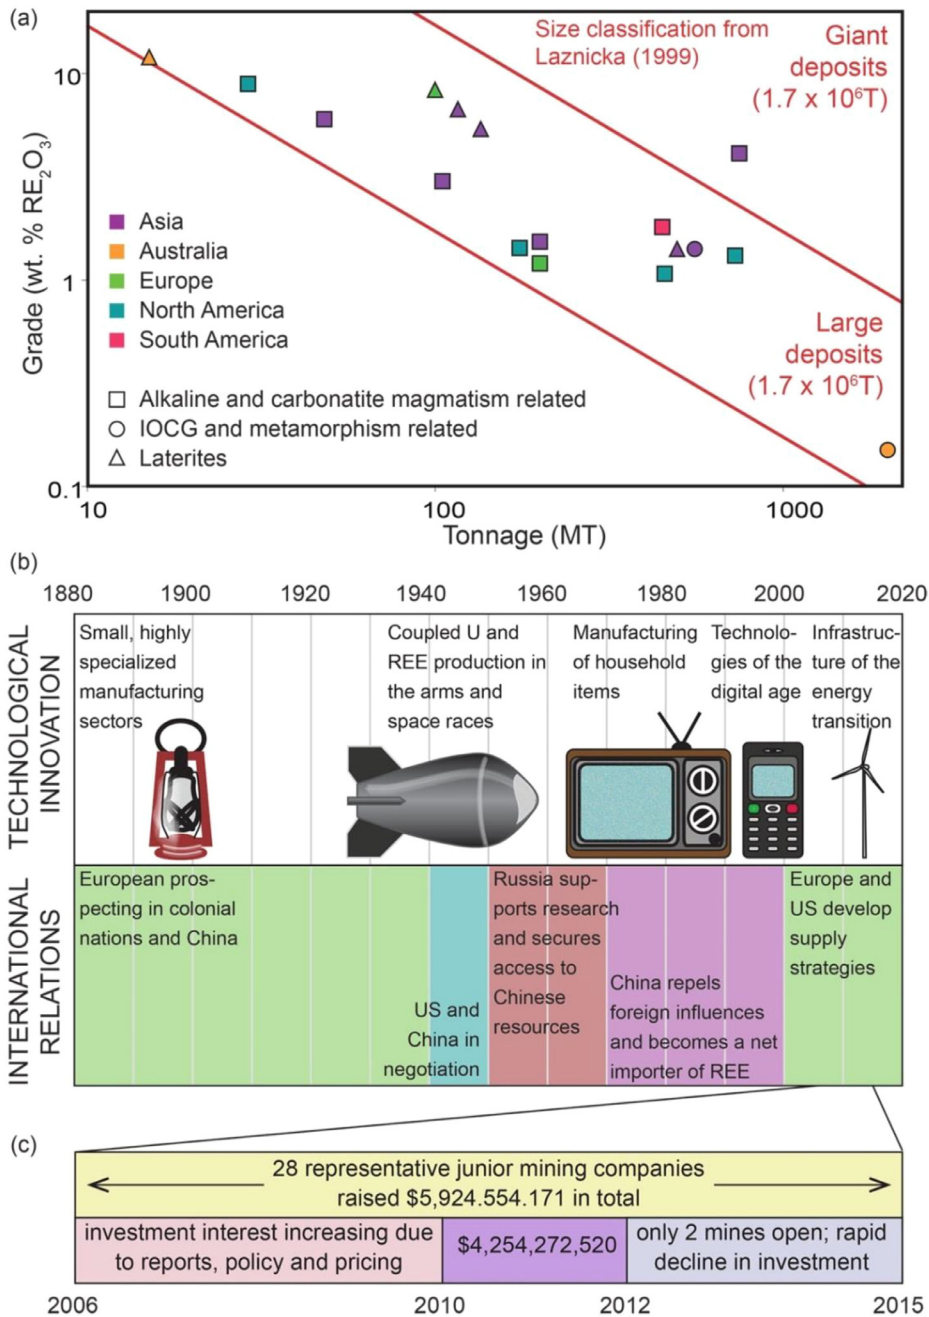 (a)
Size classification from
Laznicka (1999)
Giant
deposits
(1.7 x 10⁶T)
10
1
0.1
Grade (wt. % RE₂O₃)
Asia
Australia
Europe
North America
South America
Alkaline and carbonatite magmatism related
IOCG and metamorphism related
Laterites
Large
deposits
(1.7 x 10⁶T)
10
100
1000
Tonnage (MT)
(b)
1880
1900
1920
1940
1960
1980
2000
2020
TECHNOLOGICAL
INNOVATION
Small, highly
specialized
manufacturing
sectors
Coupled U and
REE production in
the arms and
space races
Manufacturing
of household
items
Technolo-
gies of the
digital age
Infrastruc-
ture of the
energy
transition
INTERNATIONAL
RELATIONS
European pros-
pecting in colonial
nations and China
US and
China in
negotiation
Russia sup-
ports research
and secures
access to
Chinese
resources
China repels
foreign influences
and becomes a net
importer of REE
Europe and
US develop
supply
strategies
(c)
28 representative junior mining companies
raised $5,924.554.171 in total
investment interest increasing due
to reports, policy and pricing
$4,254,272,520
only 2 mines open; rapid
decline in investment
2006
2010
2012
2015